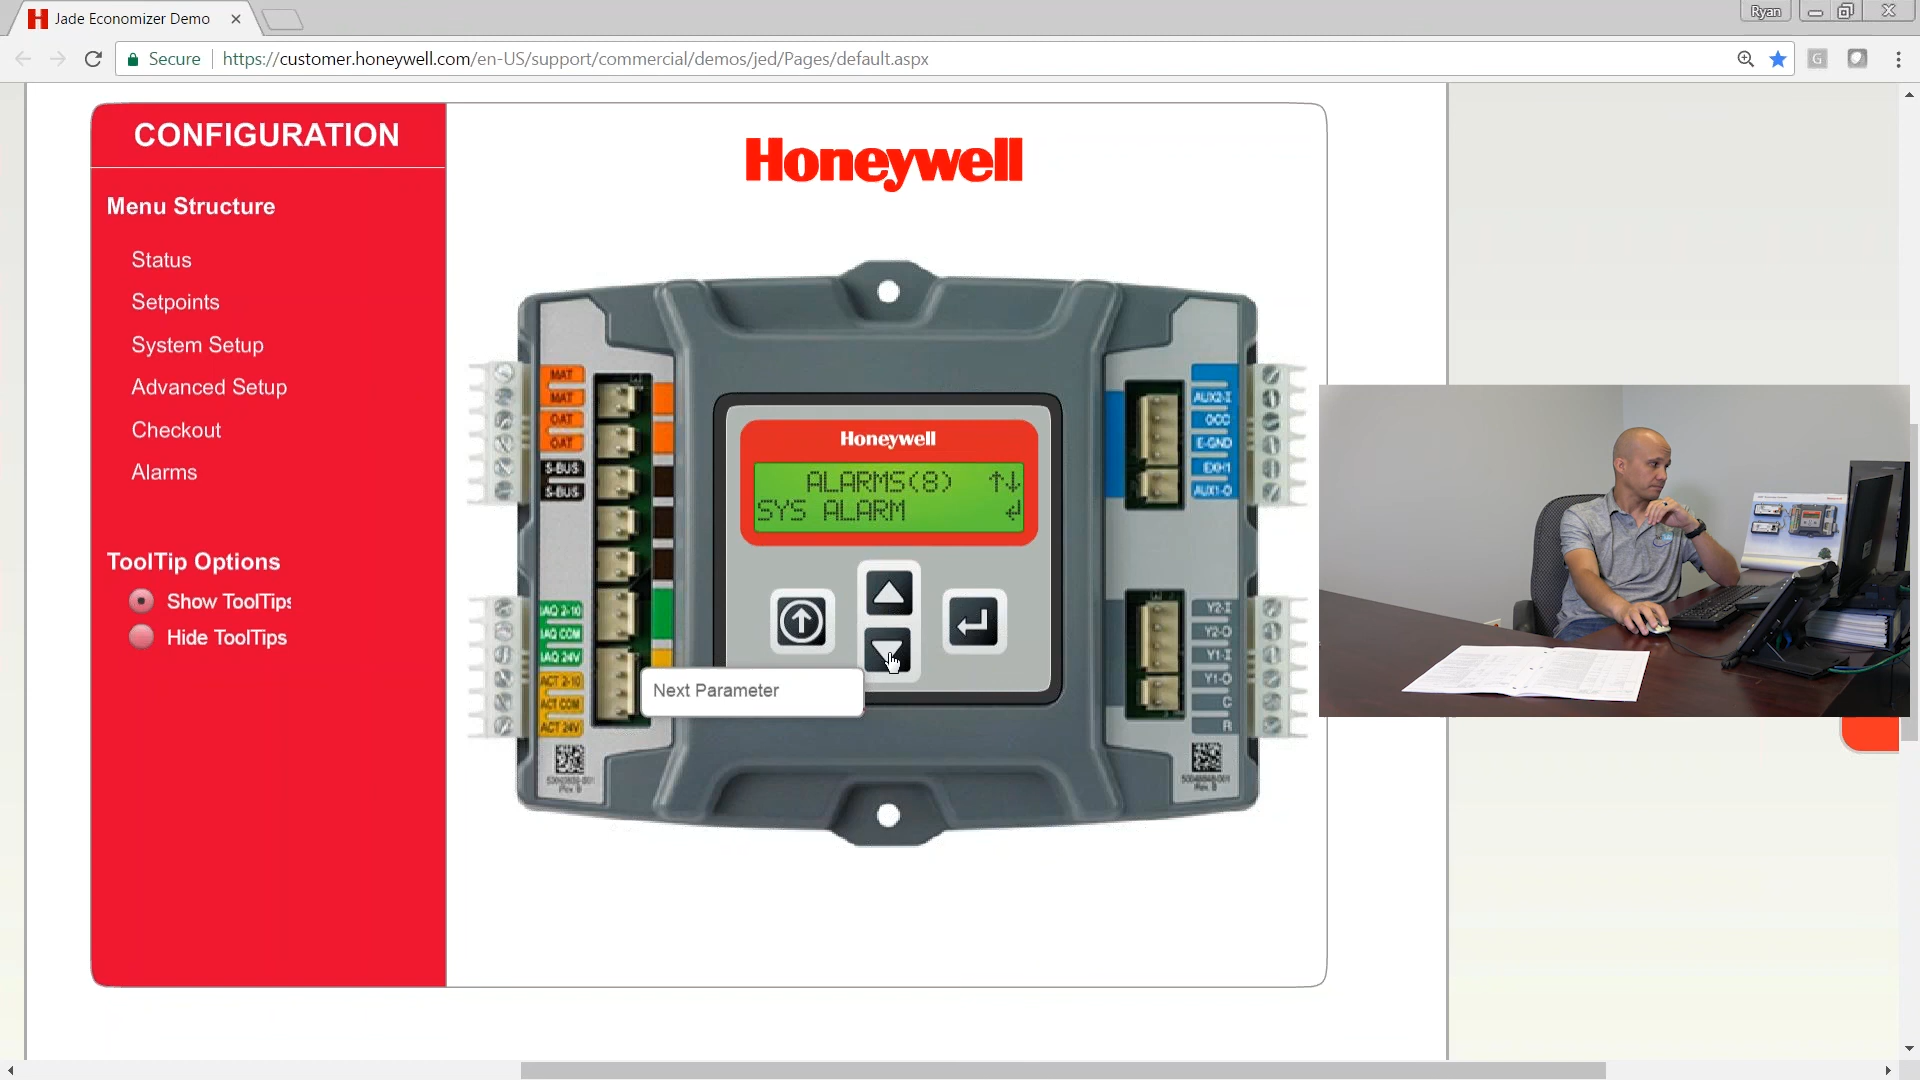 Jade Economizer Demo
Ryan
Secure
https://customer.honeywell.com/en-US/support/commercial/demos/jed/Pages/default.aspx
CONFIGURATION
Menu Structure
Status
Setpoints
System Setup
Advanced Setup
Checkout
Alarms
ToolTip Options
Show ToolTips
Hide ToolTips
Honeywell
MAT
MAT
OAT
OAT
S-BUS
S-BUS
IAQ 2-10
IAQ COM
IAQ 24V
ACT 2-10
ACT COM
ACT 24V
Honeywell
ALARMS(8) ↑↓
SYS ALARM ↵
Next Parameter
AUX2-I
OCC
E-GND
EXH1
AUX1-O
Y2-I
Y2-O
Y1-I
Y1-O
C
R
G